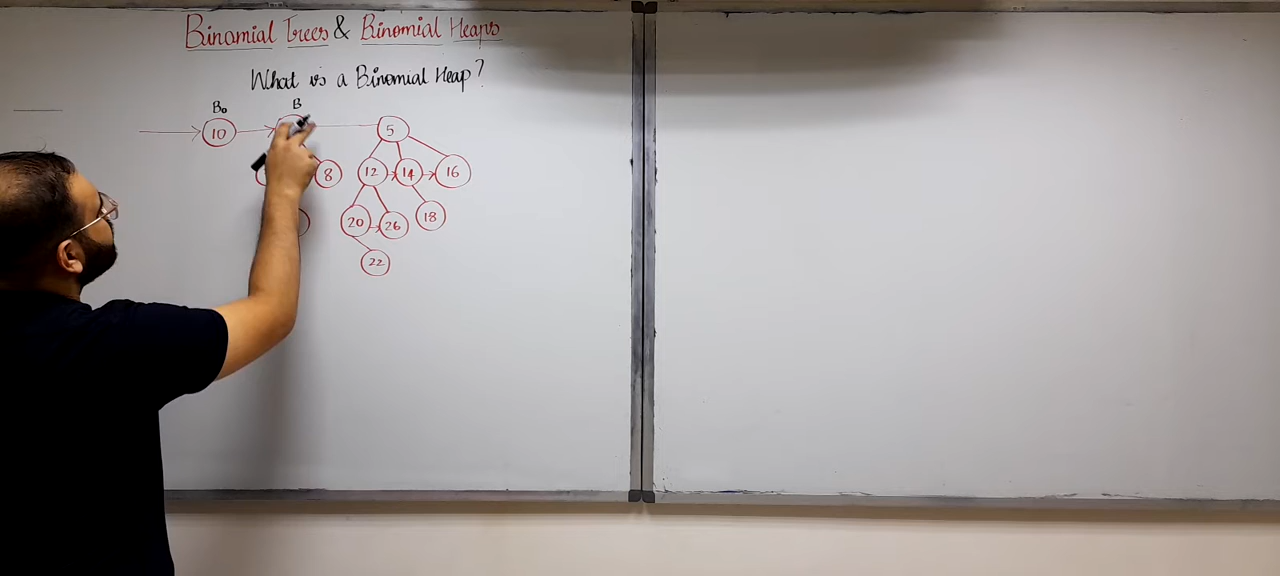 Binomial Trees & Binomial Heaps
What is a Binomial Heap?
B₀ B
10 5
8 12 14 16
20 26 18
22